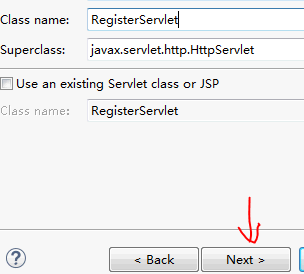 Class name: RegisterServlet
Superclass: javax.servlet.http.HttpServlet
Use an existing Servlet class or JSP
Class name: RegisterServlet
?
< Back Next >